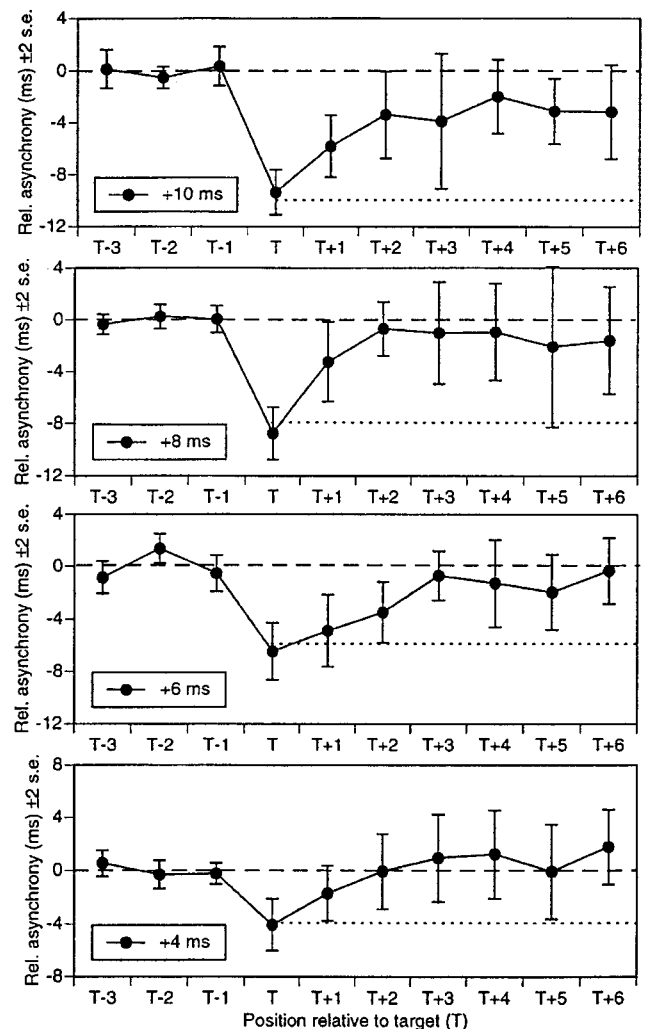 Rel. asynchrony (ms) ±2 s.e.
4
0
-4
-8
-12
+10 ms
T-3 T-2 T-1 T T+1 T+2 T+3 T+4 T+5 T+6
Rel. asynchrony (ms) ±2 s.e.
4
0
-4
-8
-12
+8 ms
T-3 T-2 T-1 T T+1 T+2 T+3 T+4 T+5 T+6
Rel. asynchrony (ms) ±2 s.e.
4
0
-4
-8
-12
+6 ms
T-3 T-2 T-1 T T+1 T+2 T+3 T+4 T+5 T+6
Rel. asynchrony (ms) ±2 s.e.
8
4
0
-4
-8
+4 ms
T-3 T-2 T-1 T T+1 T+2 T+3 T+4 T+5 T+6
Position relative to target (T)